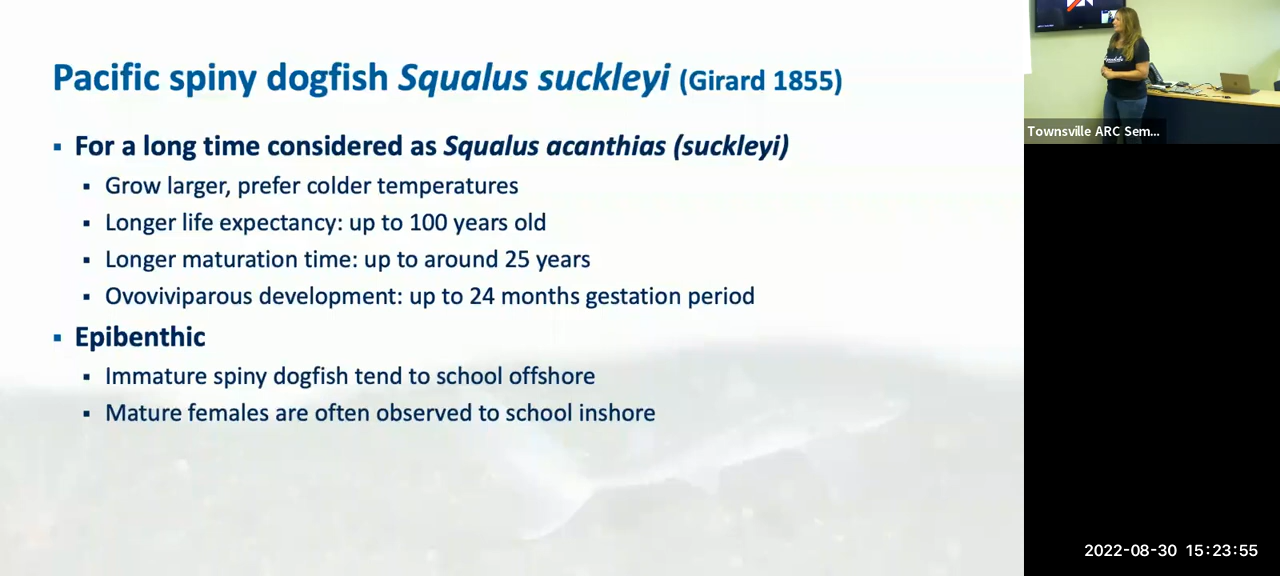 Pacific spiny dogfish Squalus suckleyi (Girard 1855)
▪ For a long time considered as Squalus acanthias (suckleyi)
▪ Grow larger, prefer colder temperatures
▪ Longer life expectancy: up to 100 years old
▪ Longer maturation time: up to around 25 years
▪ Ovoviviparous development: up to 24 months gestation period
▪ Epibenthic
▪ Immature spiny dogfish tend to school offshore
▪ Mature females are often observed to school inshore
Townsville ARC Sem...
2022-08-30 15:23:55